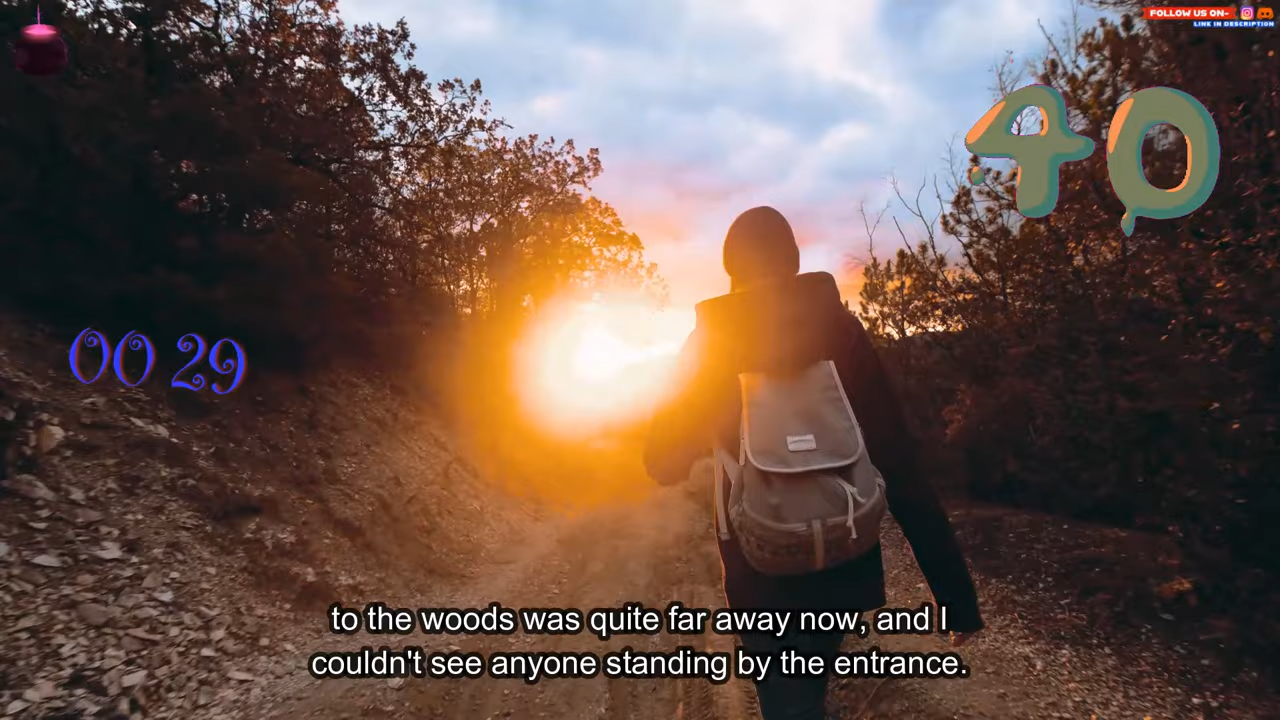 FOLLOW US ON-
LINK IN DESCRIPTION
40
00 29
to the woods was quite far away now, and I
couldn't see anyone standing by the entrance.